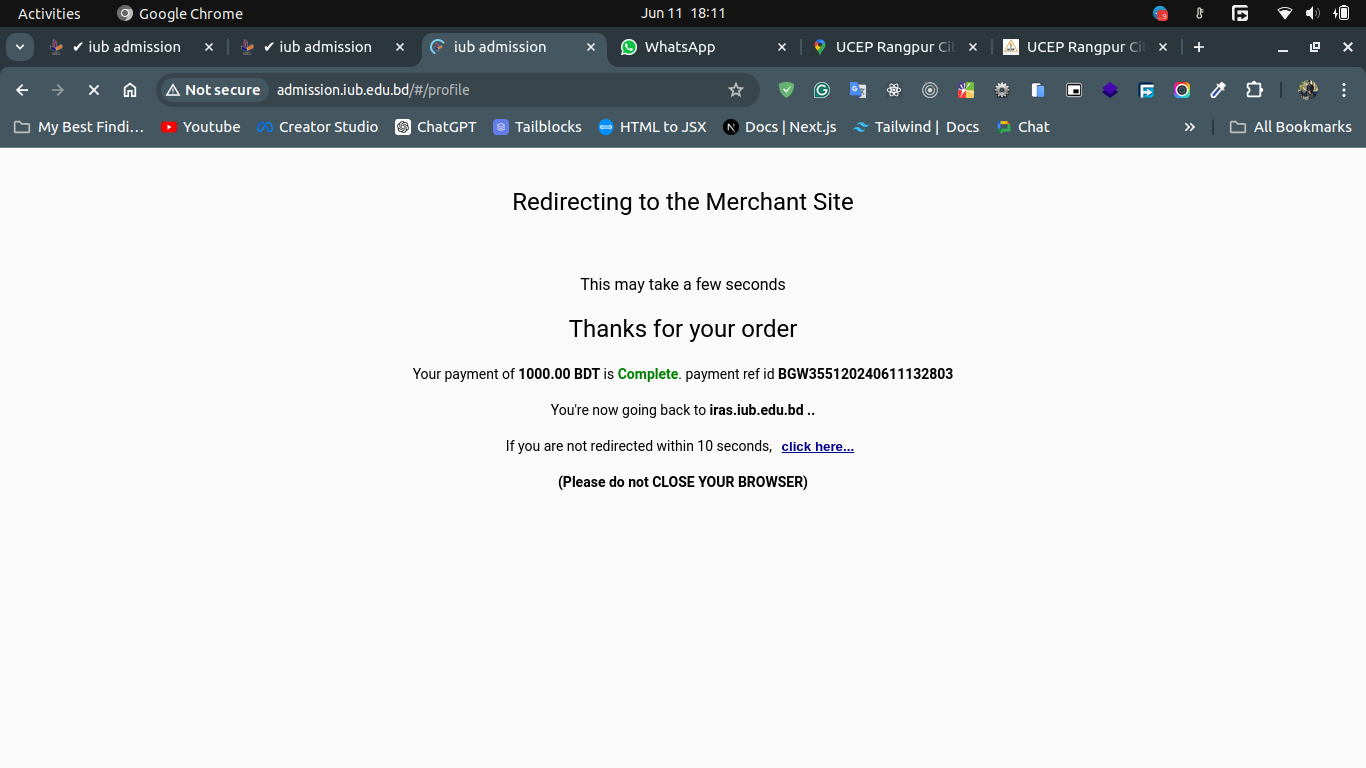 Activities Google Chrome Jun 11 18:11
✔ iub admission ✔ iub admission iub admission WhatsApp UCEP Rangpur Cit UCEP Rangpur Cit
Not secure admission.iub.edu.bd/#/profile
My Best Findi… Youtube Creator Studio ChatGPT Tailblocks HTML to JSX Docs | Next.js Tailwind | Docs Chat » All Bookmarks
Redirecting to the Merchant Site
This may take a few seconds
Thanks for your order
Your payment of 1000.00 BDT is Complete. payment ref id BGW355120240611132803
You're now going back to iras.iub.edu.bd ..
If you are not redirected within 10 seconds, click here...
(Please do not CLOSE YOUR BROWSER)